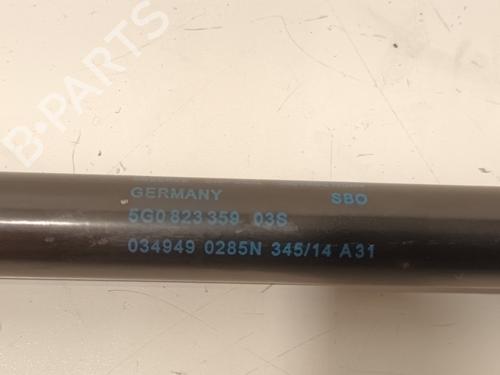 B-PARTS
GERMANY SBO
5G0 823 359 03S
034949 0285N 345/14 A31